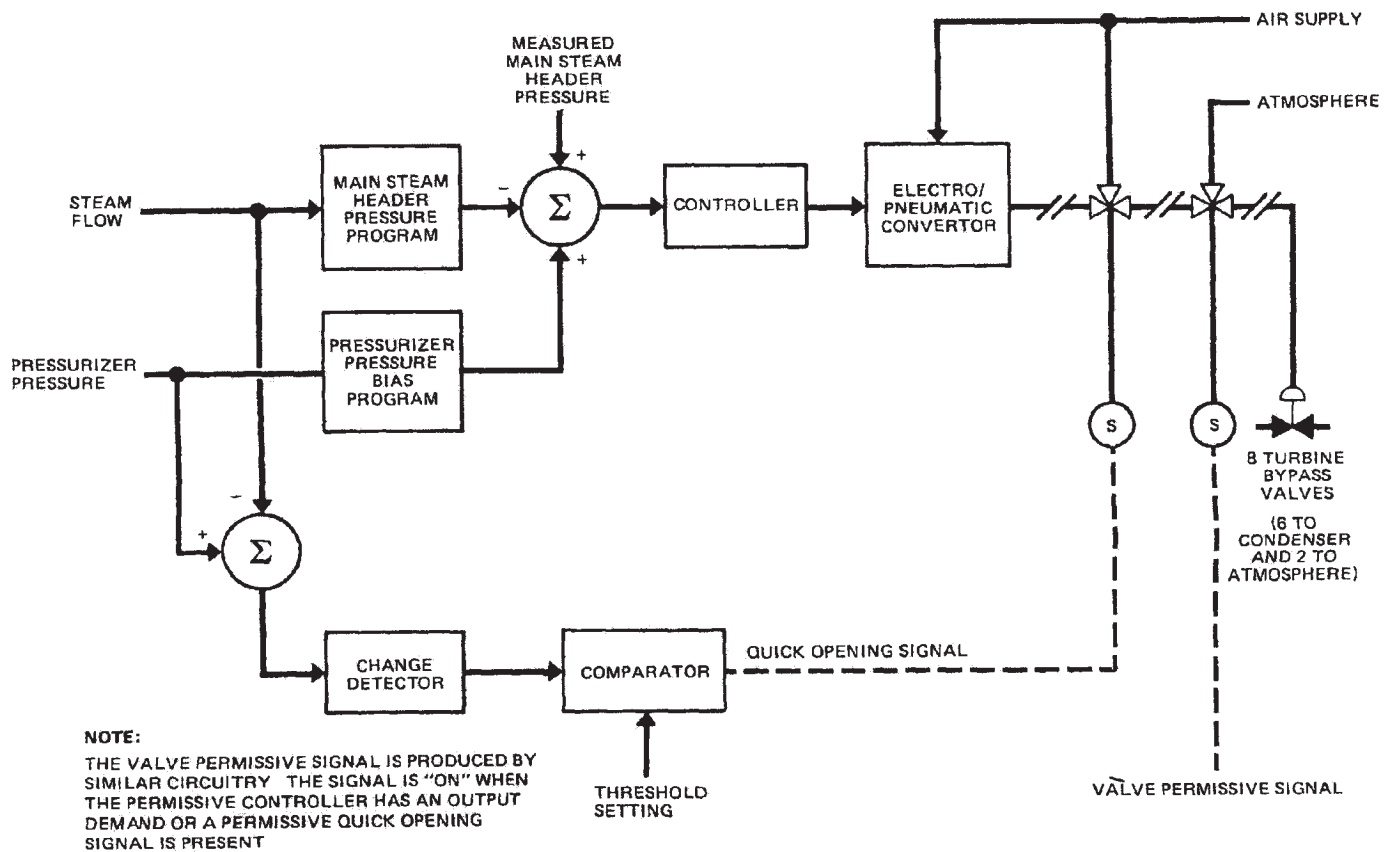 AIR SUPPLY
MEASURED
MAIN STEAM
HEADER
PRESSURE
ATMOSPHERE
+
STEAM
FLOW
MAIN STEAM
HEADER
PRESSURE
PROGRAM
−
Σ
CONTROLLER
ELECTRO/
PNEUMATIC
CONVERTOR
+
PRESSURIZER
PRESSURE
PRESSURIZER
PRESSURE
BIAS
PROGRAM
S
S
8 TURBINE
BYPASS
VALVES
(6 TO
CONDENSER
AND 2 TO
ATMOSPHERE)
−
+
Σ
CHANGE
DETECTOR
COMPARATOR
QUICK OPENING SIGNAL
THRESHOLD
SETTING
VALVE PERMISSIVE SIGNAL
NOTE:
THE VALVE PERMISSIVE SIGNAL IS PRODUCED BY
SIMILAR CIRCUITRY THE SIGNAL IS "ON" WHEN
THE PERMISSIVE CONTROLLER HAS AN OUTPUT
DEMAND OR A PERMISSIVE QUICK OPENING
SIGNAL IS PRESENT